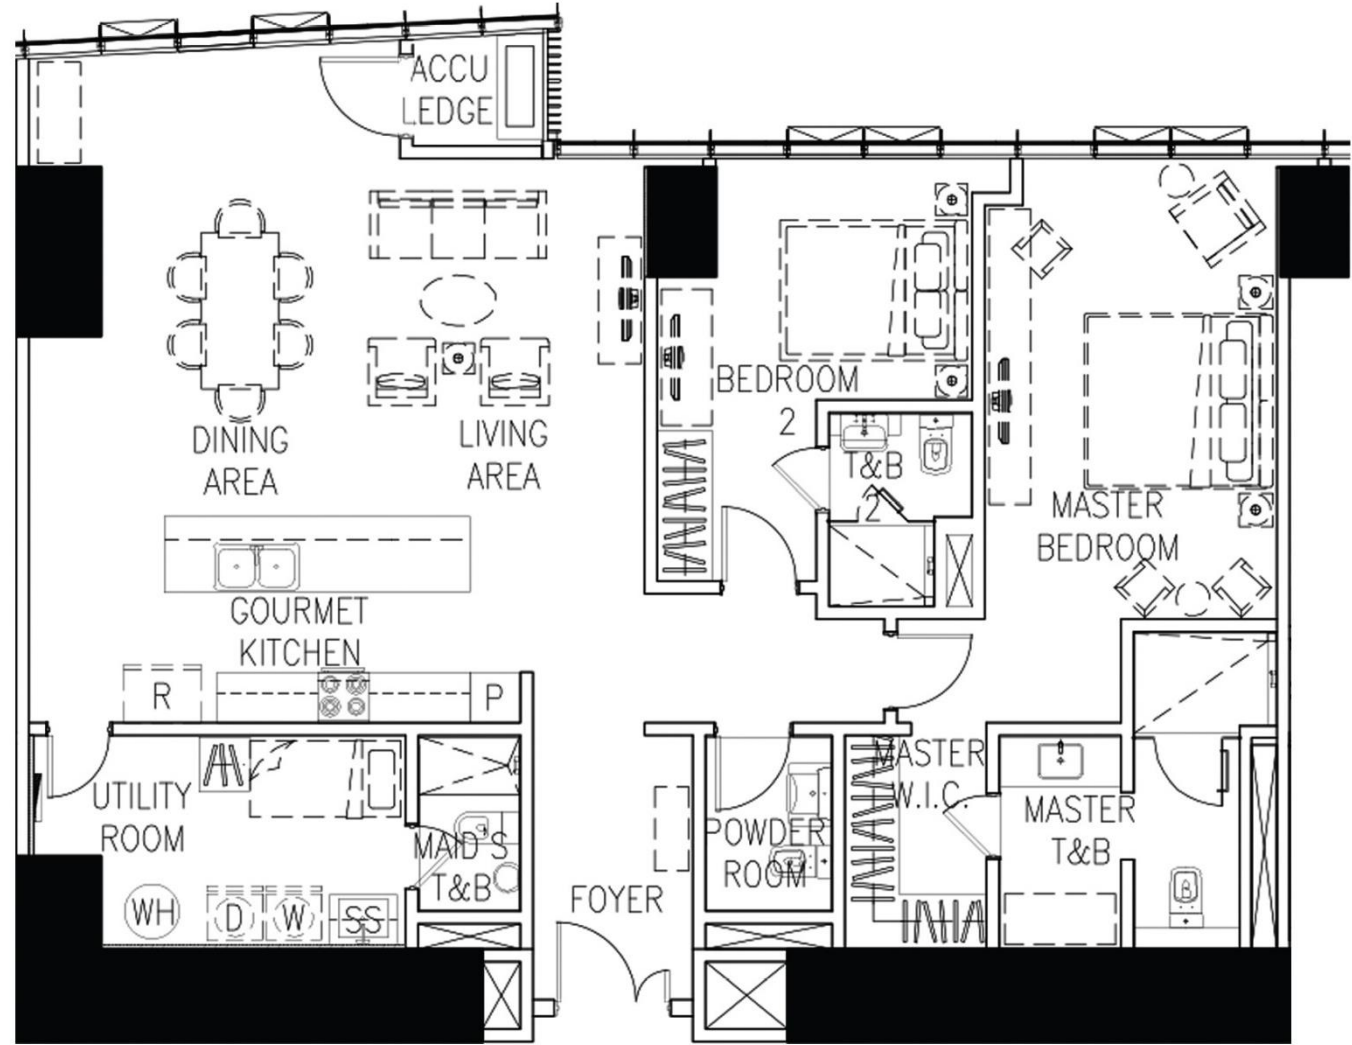 ACCU
LEDGE
DINING
AREA
LIVING
AREA
BEDROOM
2
T&B
2
MASTER
BEDROOM
GOURMET
KITCHEN
R
P
UTILITY
ROOM
MAID'S
T&B
WH
D
W
SS
FOYER
POWDER
ROOM
MASTER
W.I.C.
MASTER
T&B